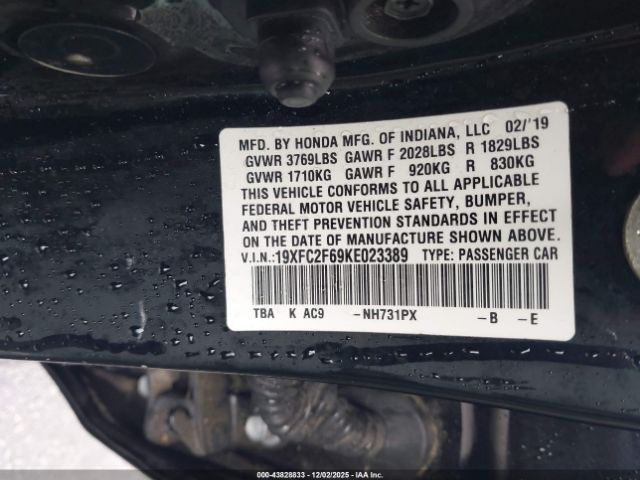 MFD. BY HONDA MFG. OF INDIANA, LLC 02/'19
GVWR 3769LBS GAWR F 2028LBS R 1829LBS
GVWR 1710KG GAWR F 920KG R 830KG
THIS VEHICLE CONFORMS TO ALL APPLICABLE
FEDERAL MOTOR VEHICLE SAFETY, BUMPER,
AND THEFT PREVENTION STANDARDS IN EFFECT
ON THE DATE OF MANUFACTURE SHOWN ABOVE.
V.I.N.:19XFC2F69KE023389 TYPE: PASSENGER CAR
TBA K AC9 -NH731PX -B -E
000-43828833 12/02/2025 - IAAI.COM